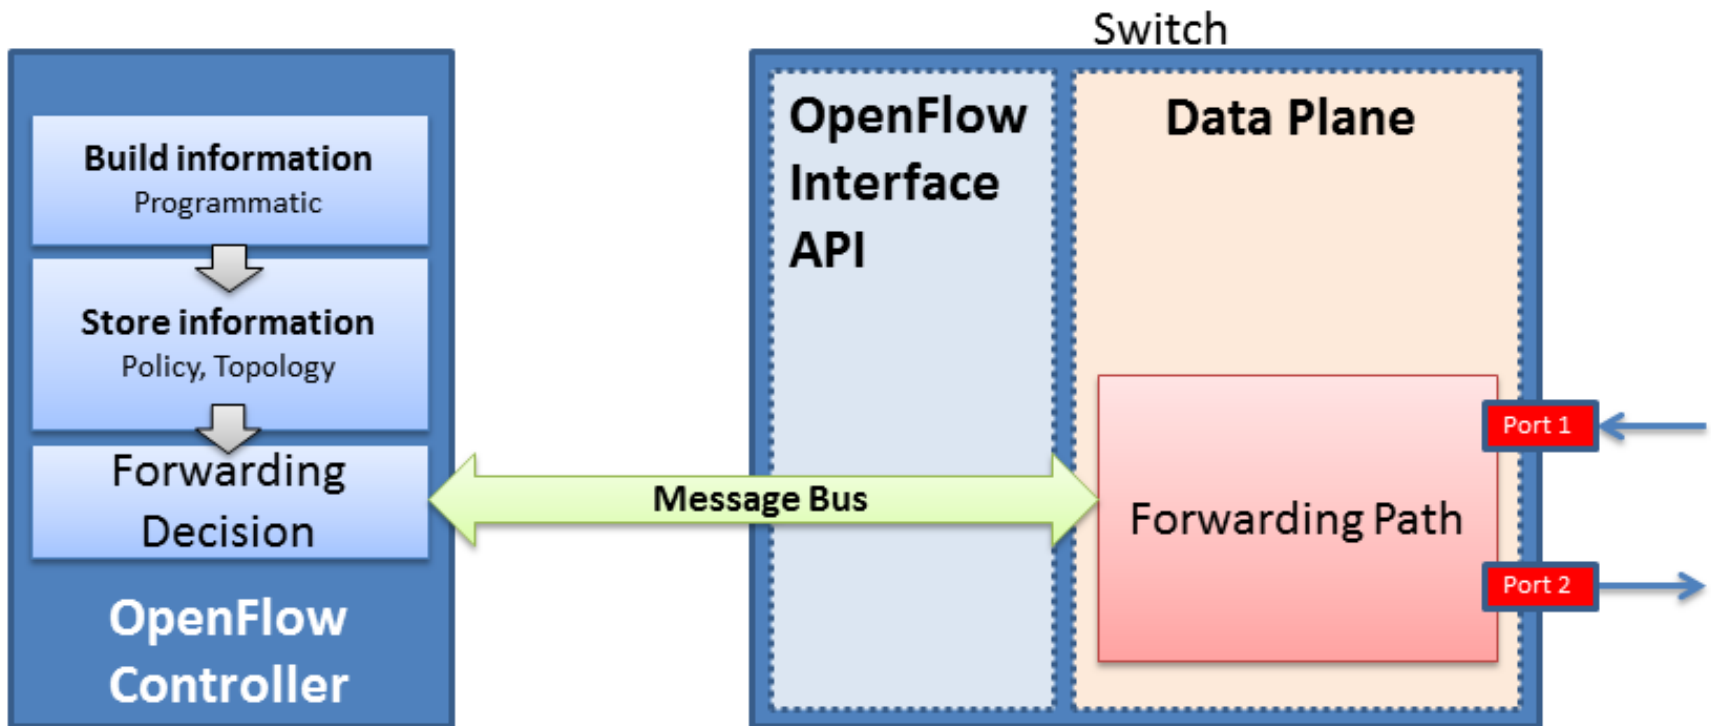 Switch
Build information
Programmatic
Store information
Policy, Topology
Forwarding
Decision
OpenFlow
Controller
Message Bus
OpenFlow
Interface
API
Data Plane
Forwarding Path
Port 1
Port 2